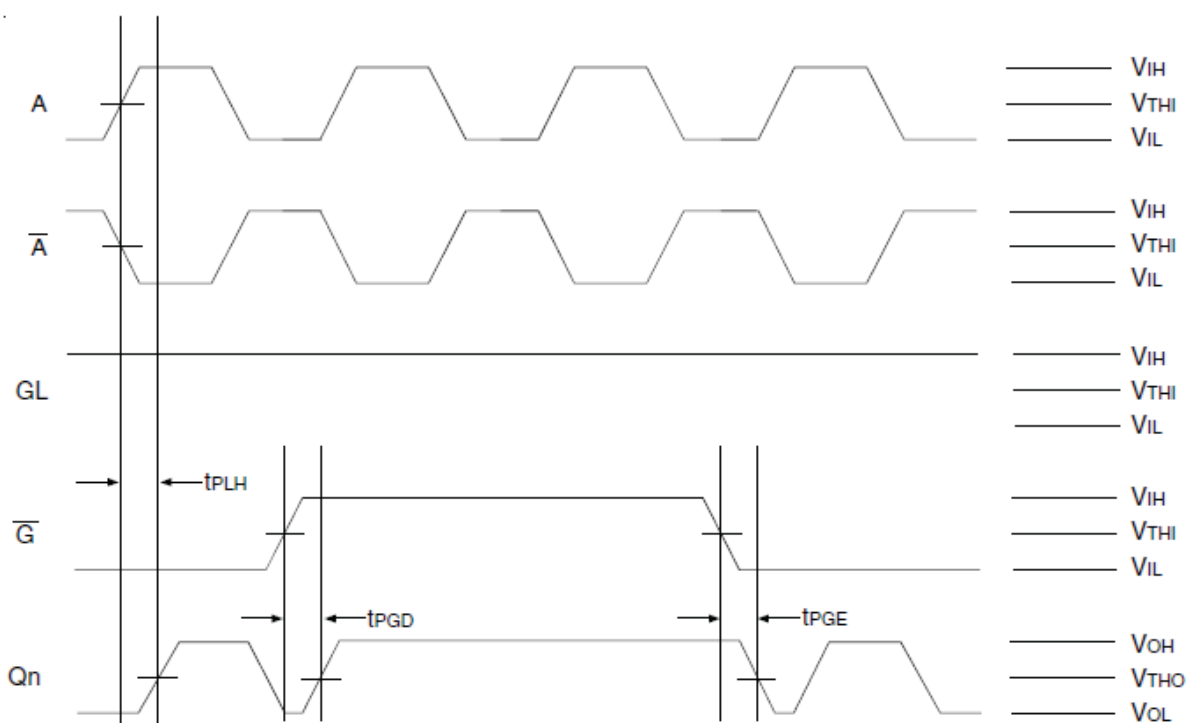 A
VIH
VTHI
VIL
A
VIH
VTHI
VIL
GL
VIH
VTHI
VIL
tPLH
G
VIH
VTHI
VIL
tPGD
tPGE
Qn
VOH
VTHO
VOL